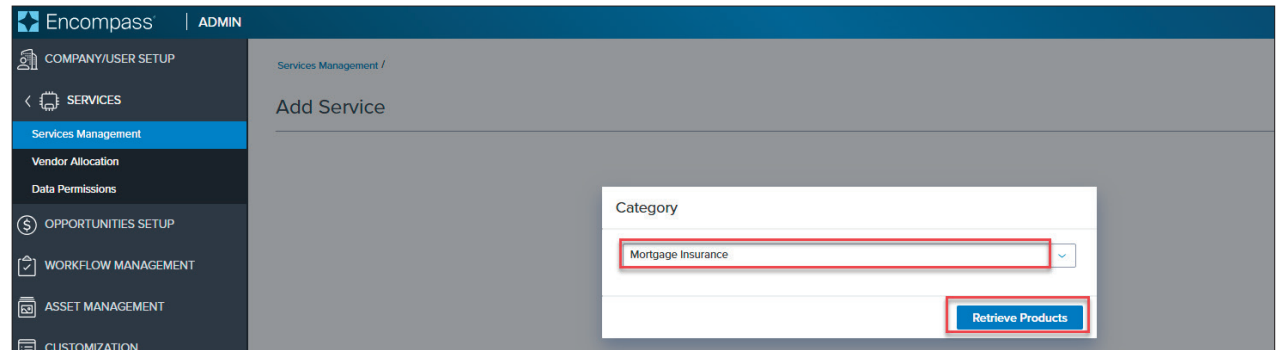 Encompass® | ADMIN
COMPANY/USER SETUP
< SERVICES
Services Management
Vendor Allocation
Data Permissions
OPPORTUNITIES SETUP
WORKFLOW MANAGEMENT
ASSET MANAGEMENT
CUSTOMIZATION
Services Management /
Add Service
Category
Mortgage Insurance
Retrieve Products